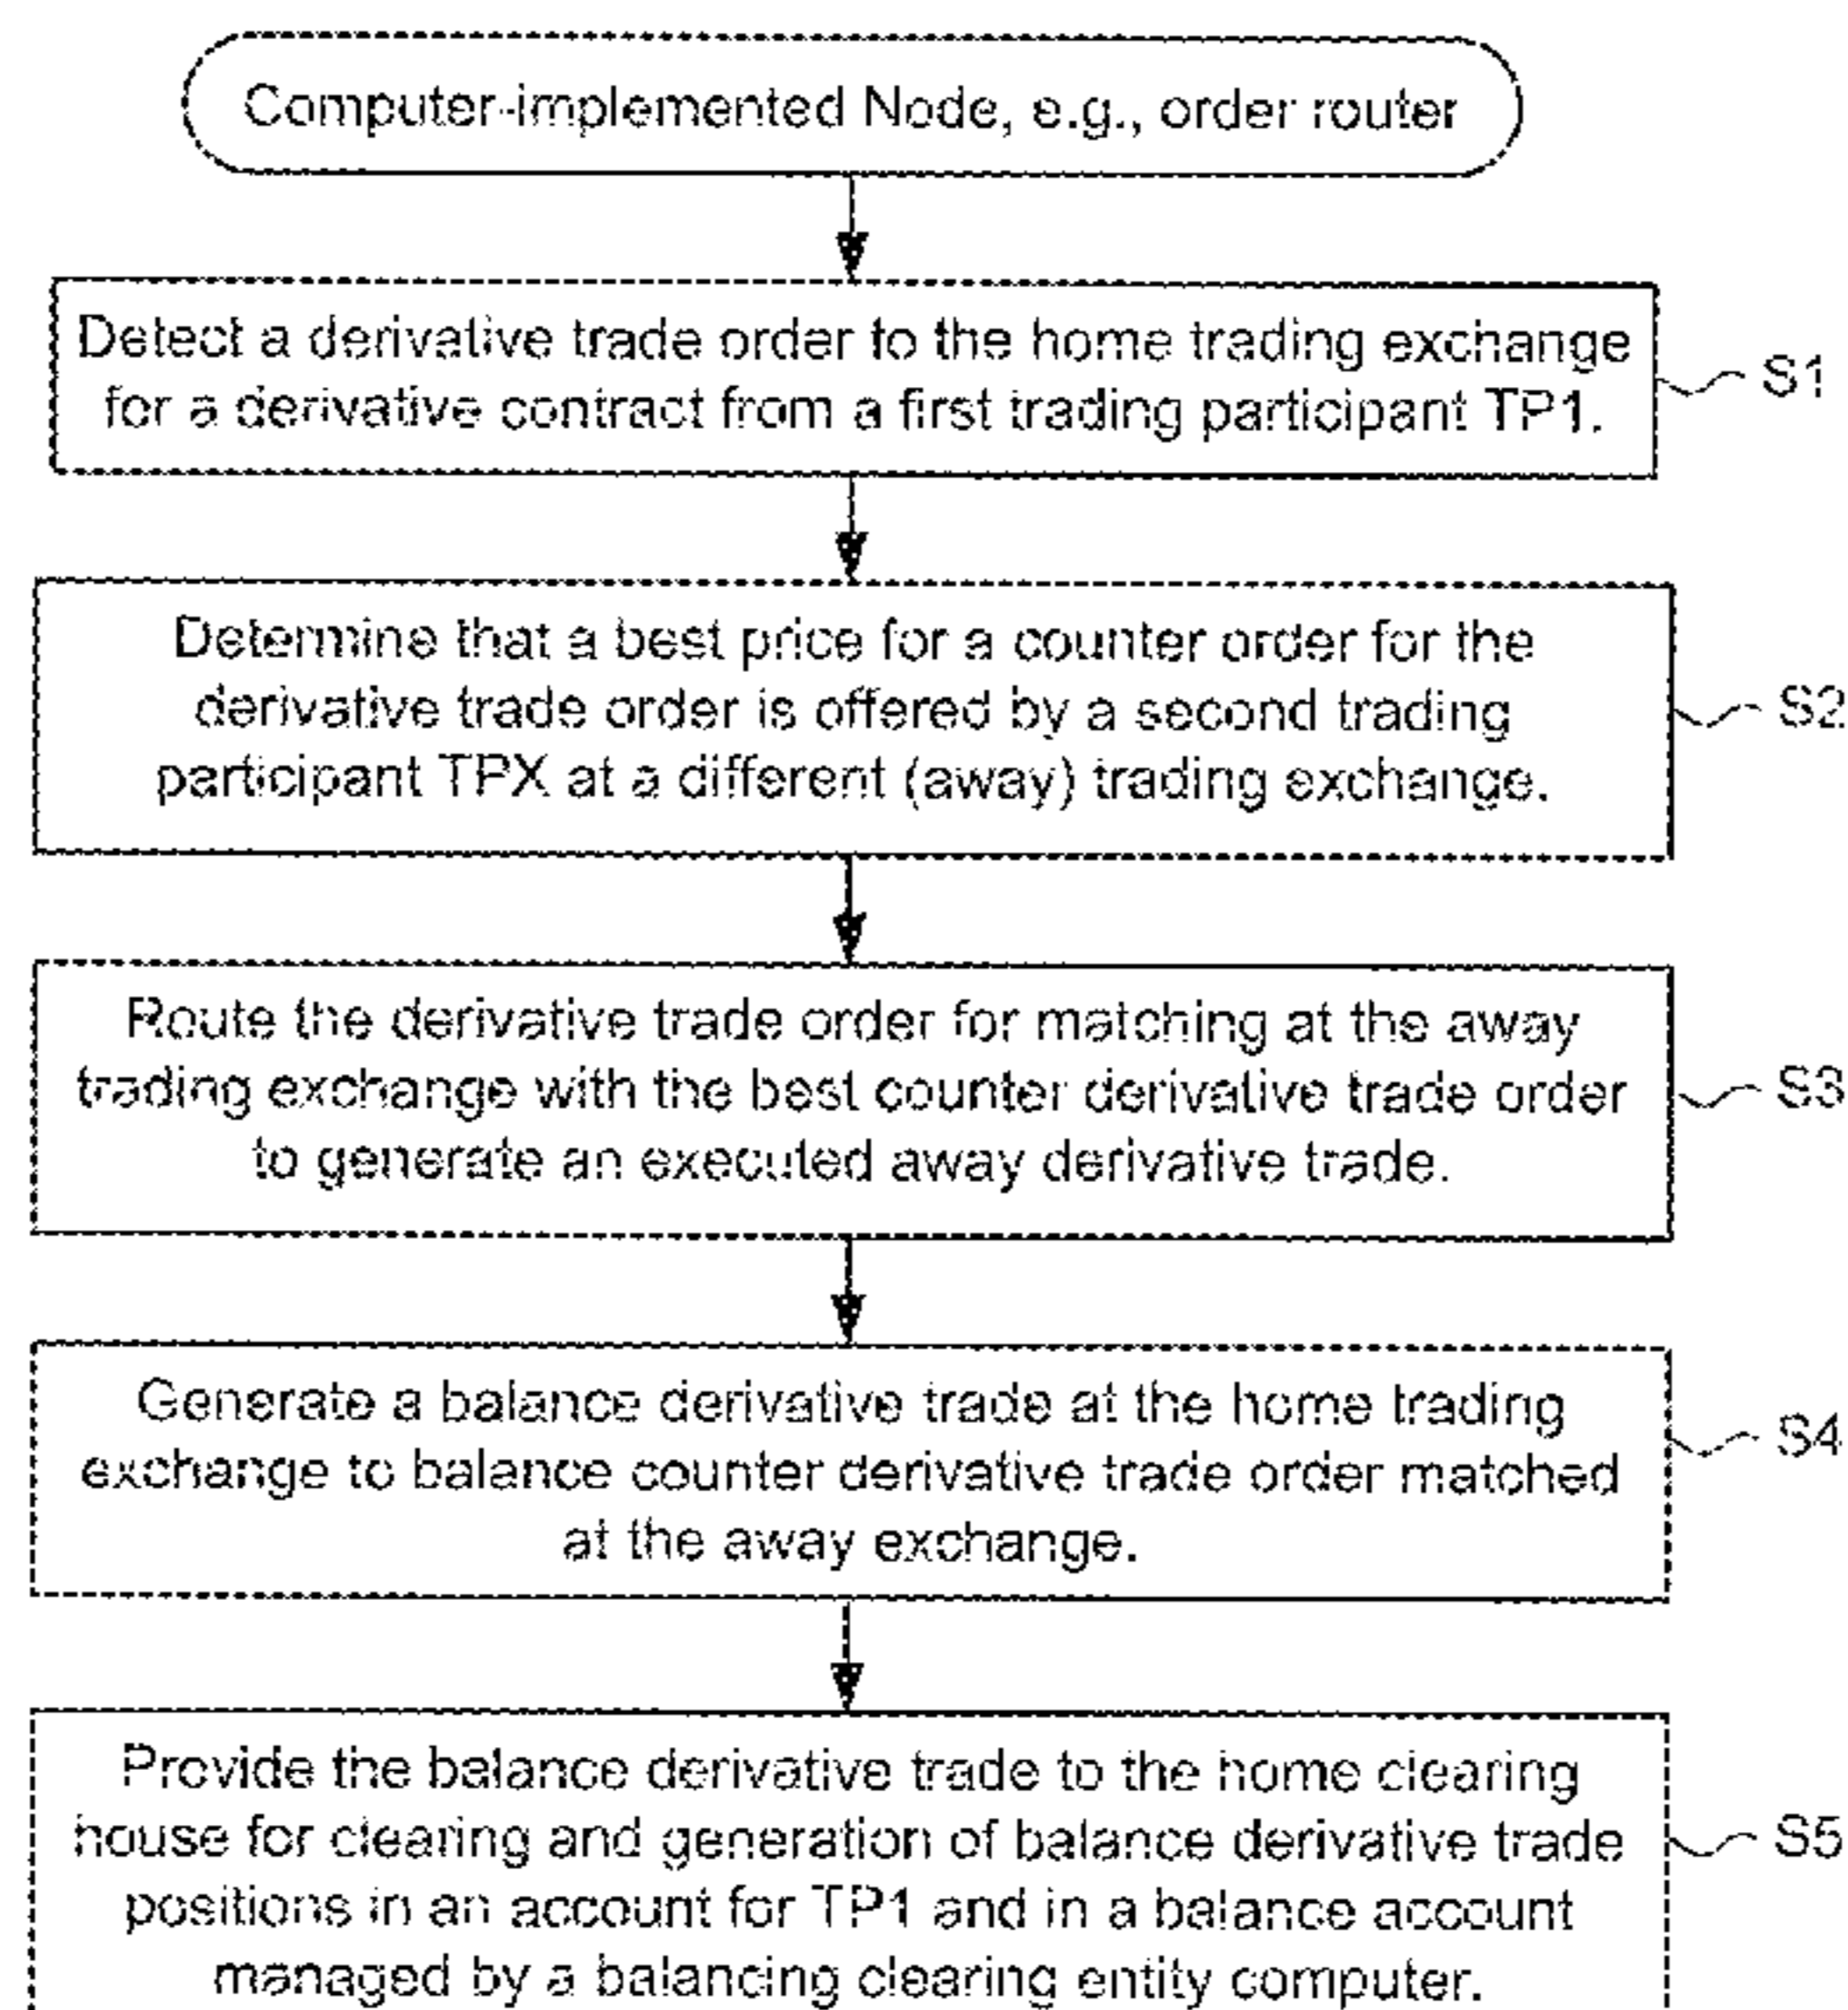 Computer-implemented Node, e.g., order router
Detect a derivative trade order to the home trading exchange
for a derivative contract from a first trading participant TP1.
S1
Determine that a best price for a counter order for the
derivative trade order is offered by a second trading
participant TPX at a different (away) trading exchange.
S2
Route the derivative trade order for matching at the away
trading exchange with the best counter derivative trade order
to generate an executed away derivative trade.
S3
Generate a balance derivative trade at the home trading
exchange to balance counter derivative trade order matched
at the away exchange.
S4
Provide the balance derivative trade to the home clearing
house for clearing and generation of balance derivative trade
positions in an account for TP1 and in a balance account
managed by a balancing clearing entity computer.
S5